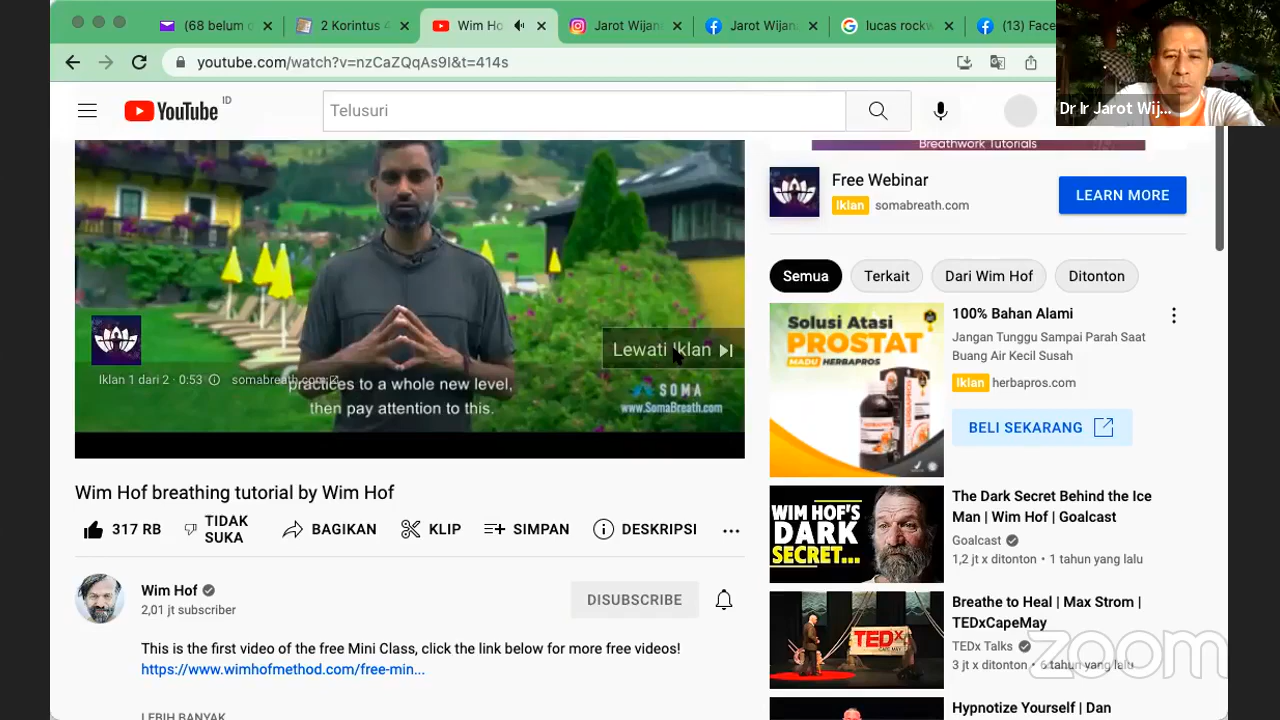 (68 belum d
2 Korintus 4
Wim Ho
Jarot Wijan
Jarot Wijan
lucas rockw
(13) Face
youtube.com/watch?v=nzCaZQqAs9I&t=414s
Dr Ir Jarot Wij...
YouTube ID
Telusuri
Breathwork Tutorials
Free Webinar
Iklan somabreath.com
LEARN MORE
Semua
Terkait
Dari Wim Hof
Ditonton
Lewati Iklan
Iklan 1 dari 2 · 0:53
somabreath.com
practices to a whole new level,
then pay attention to this.
SOMA
www.SomaBreath.com
Solusi Atasi
PROSTAT
MADU HERBAPROS
100% Bahan Alami
Jangan Tunggu Sampai Parah Saat
Buang Air Kecil Susah
Iklan herbapros.com
BELI SEKARANG
Wim Hof breathing tutorial by Wim Hof
317 RB
TIDAK
SUKA
BAGIKAN
KLIP
SIMPAN
DESKRIPSI
WIM HOF'S
DARK
SECRET...
The Dark Secret Behind the Ice
Man | Wim Hof | Goalcast
Goalcast
1,2 jt x ditonton • 1 tahun yang lalu
Wim Hof
2,01 jt subscriber
DISUBSCRIBE
TEDx
Breathe to Heal | Max Strom |
TEDxCapeMay
TEDx Talks
3 jt x ditonton • 6 tahun yang lalu
zoom
This is the first video of the free Mini Class, click the link below for more free videos!
https://www.wimhofmethod.com/free-min...
LEBIH BANYAK
Hypnotize Yourself | Dan